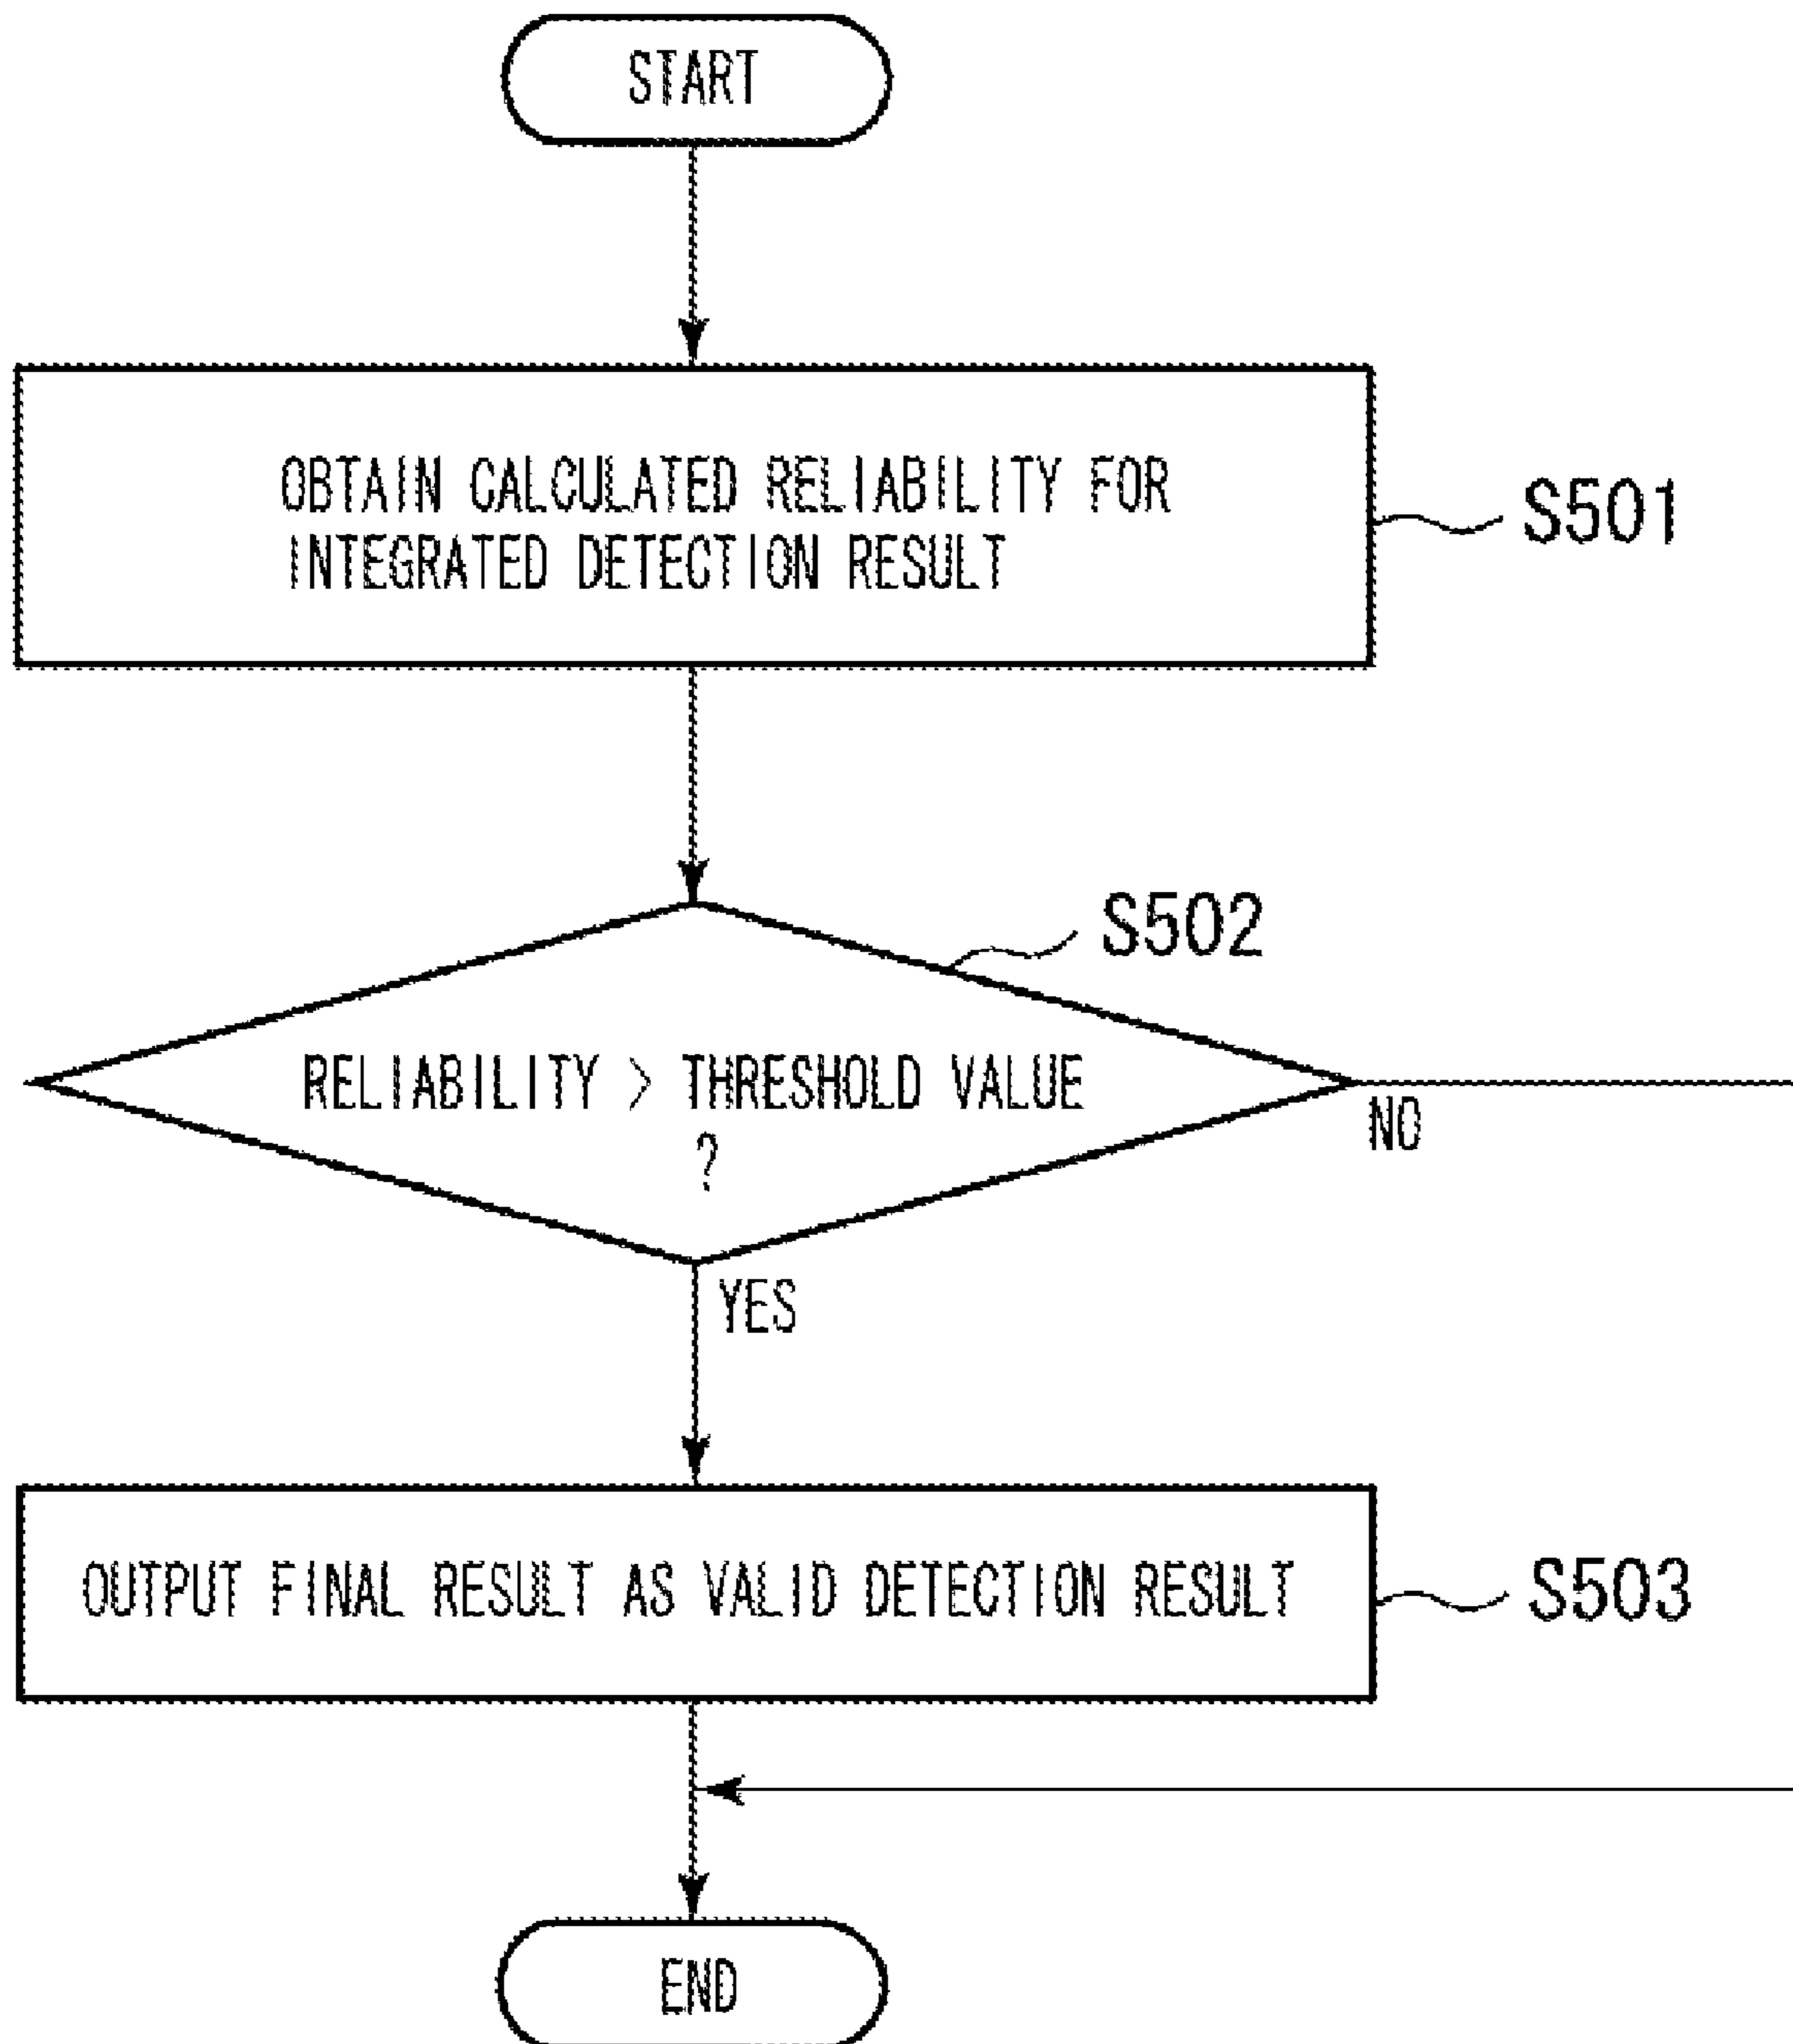 START
OBTAIN CALCULATED RELIABILITY FOR
INTEGRATED DETECTION RESULT
S501
S502
RELIABILITY > THRESHOLD VALUE
?
NO
YES
OUTPUT FINAL RESULT AS VALID DETECTION RESULT
S503
END